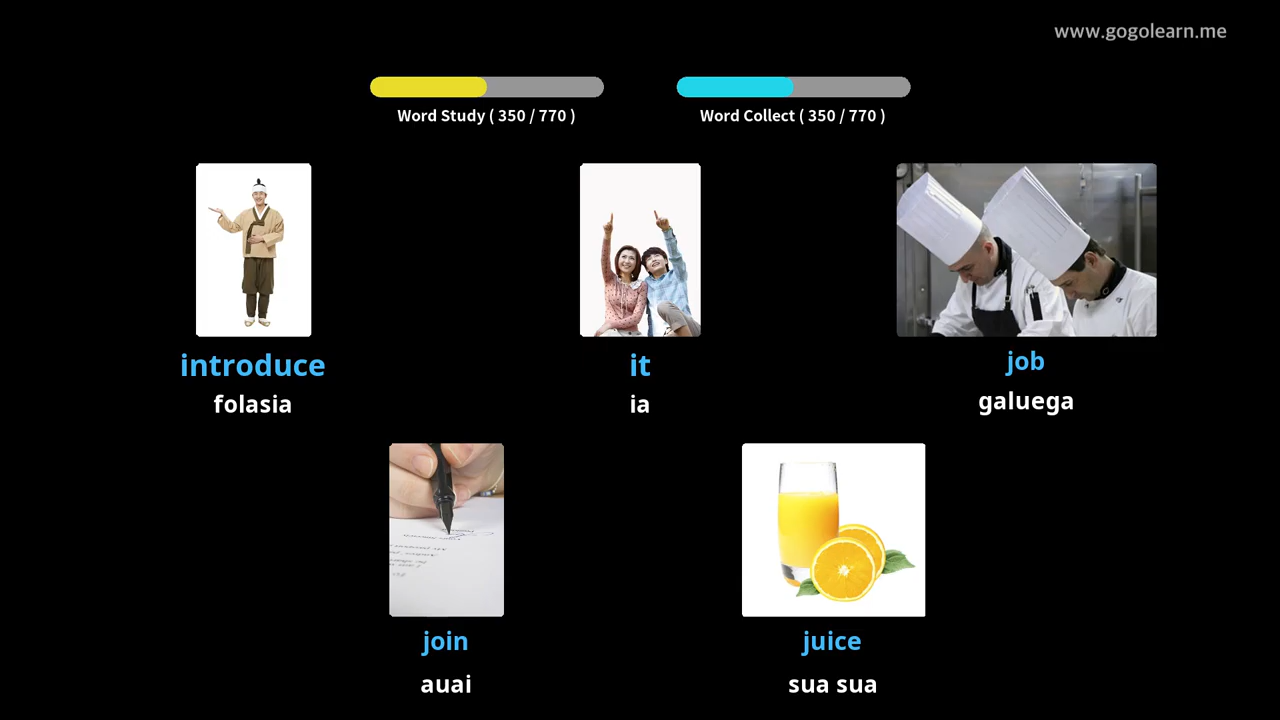 www.gogolearn.me
Word Study ( 350 / 770 )
Word Collect ( 350 / 770 )
introduce
folasia
it
ia
job
galuega
join
auai
juice
sua sua